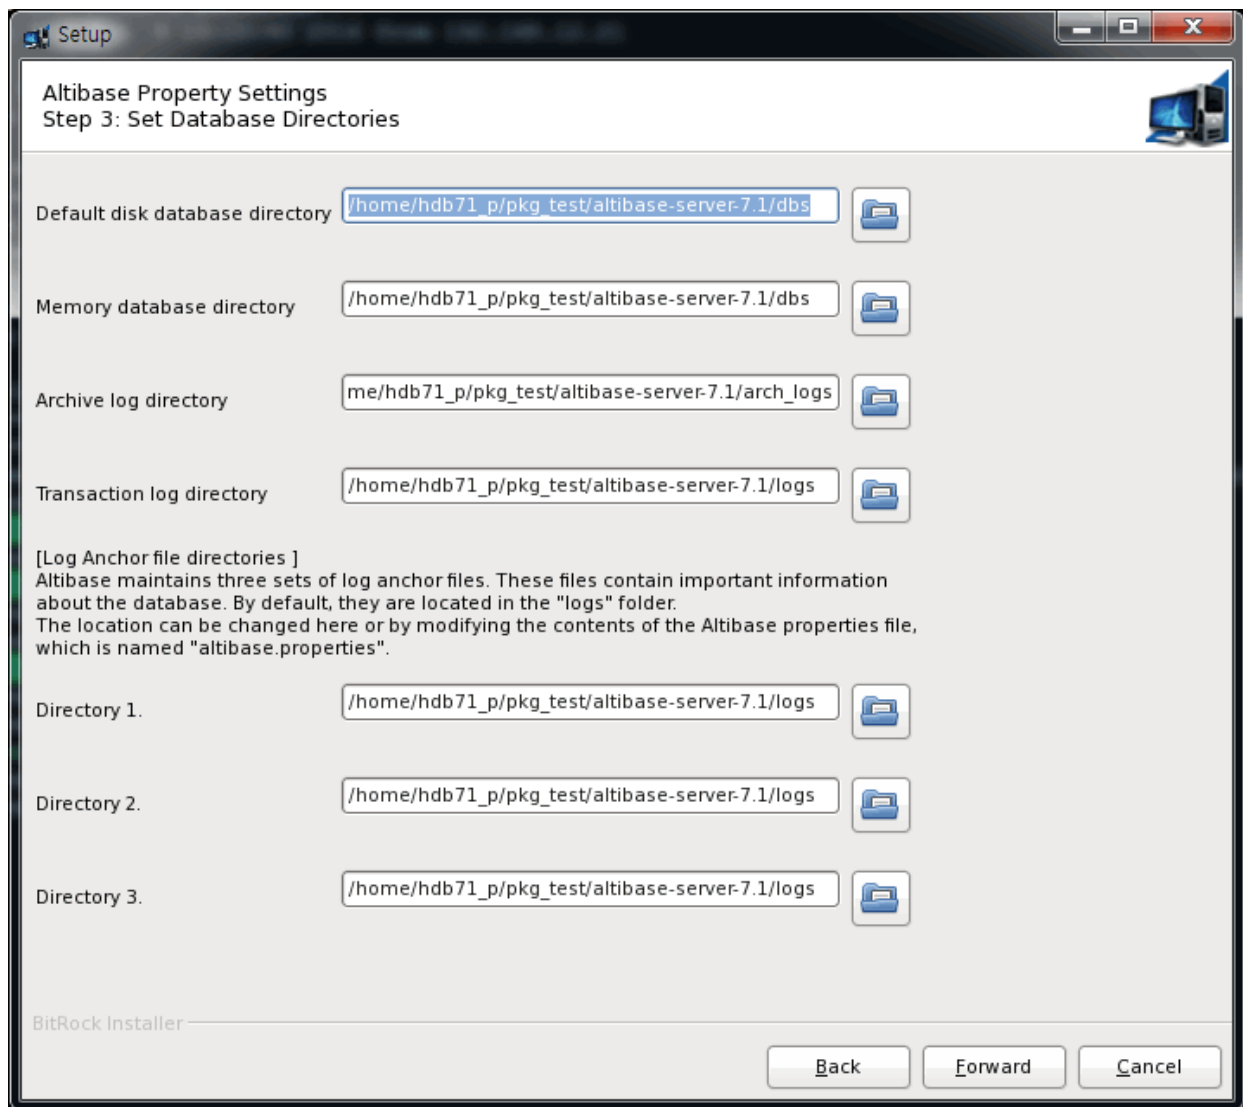 Setup
Altibase Property Settings
Step 3: Set Database Directories
Default disk database directory /home/hdb71_p/pkg_test/altibase-server-7.1/dbs
Memory database directory /home/hdb71_p/pkg_test/altibase-server-7.1/dbs
Archive log directory me/hdb71_p/pkg_test/altibase-server-7.1/arch_logs
Transaction log directory /home/hdb71_p/pkg_test/altibase-server-7.1/logs
[Log Anchor file directories ]
Altibase maintains three sets of log anchor files. These files contain important information
about the database. By default, they are located in the "logs" folder.
The location can be changed here or by modifying the contents of the Altibase properties file,
which is named "altibase.properties".
Directory 1. /home/hdb71_p/pkg_test/altibase-server-7.1/logs
Directory 2. /home/hdb71_p/pkg_test/altibase-server-7.1/logs
Directory 3. /home/hdb71_p/pkg_test/altibase-server-7.1/logs
BitRock Installer
Back Forward Cancel